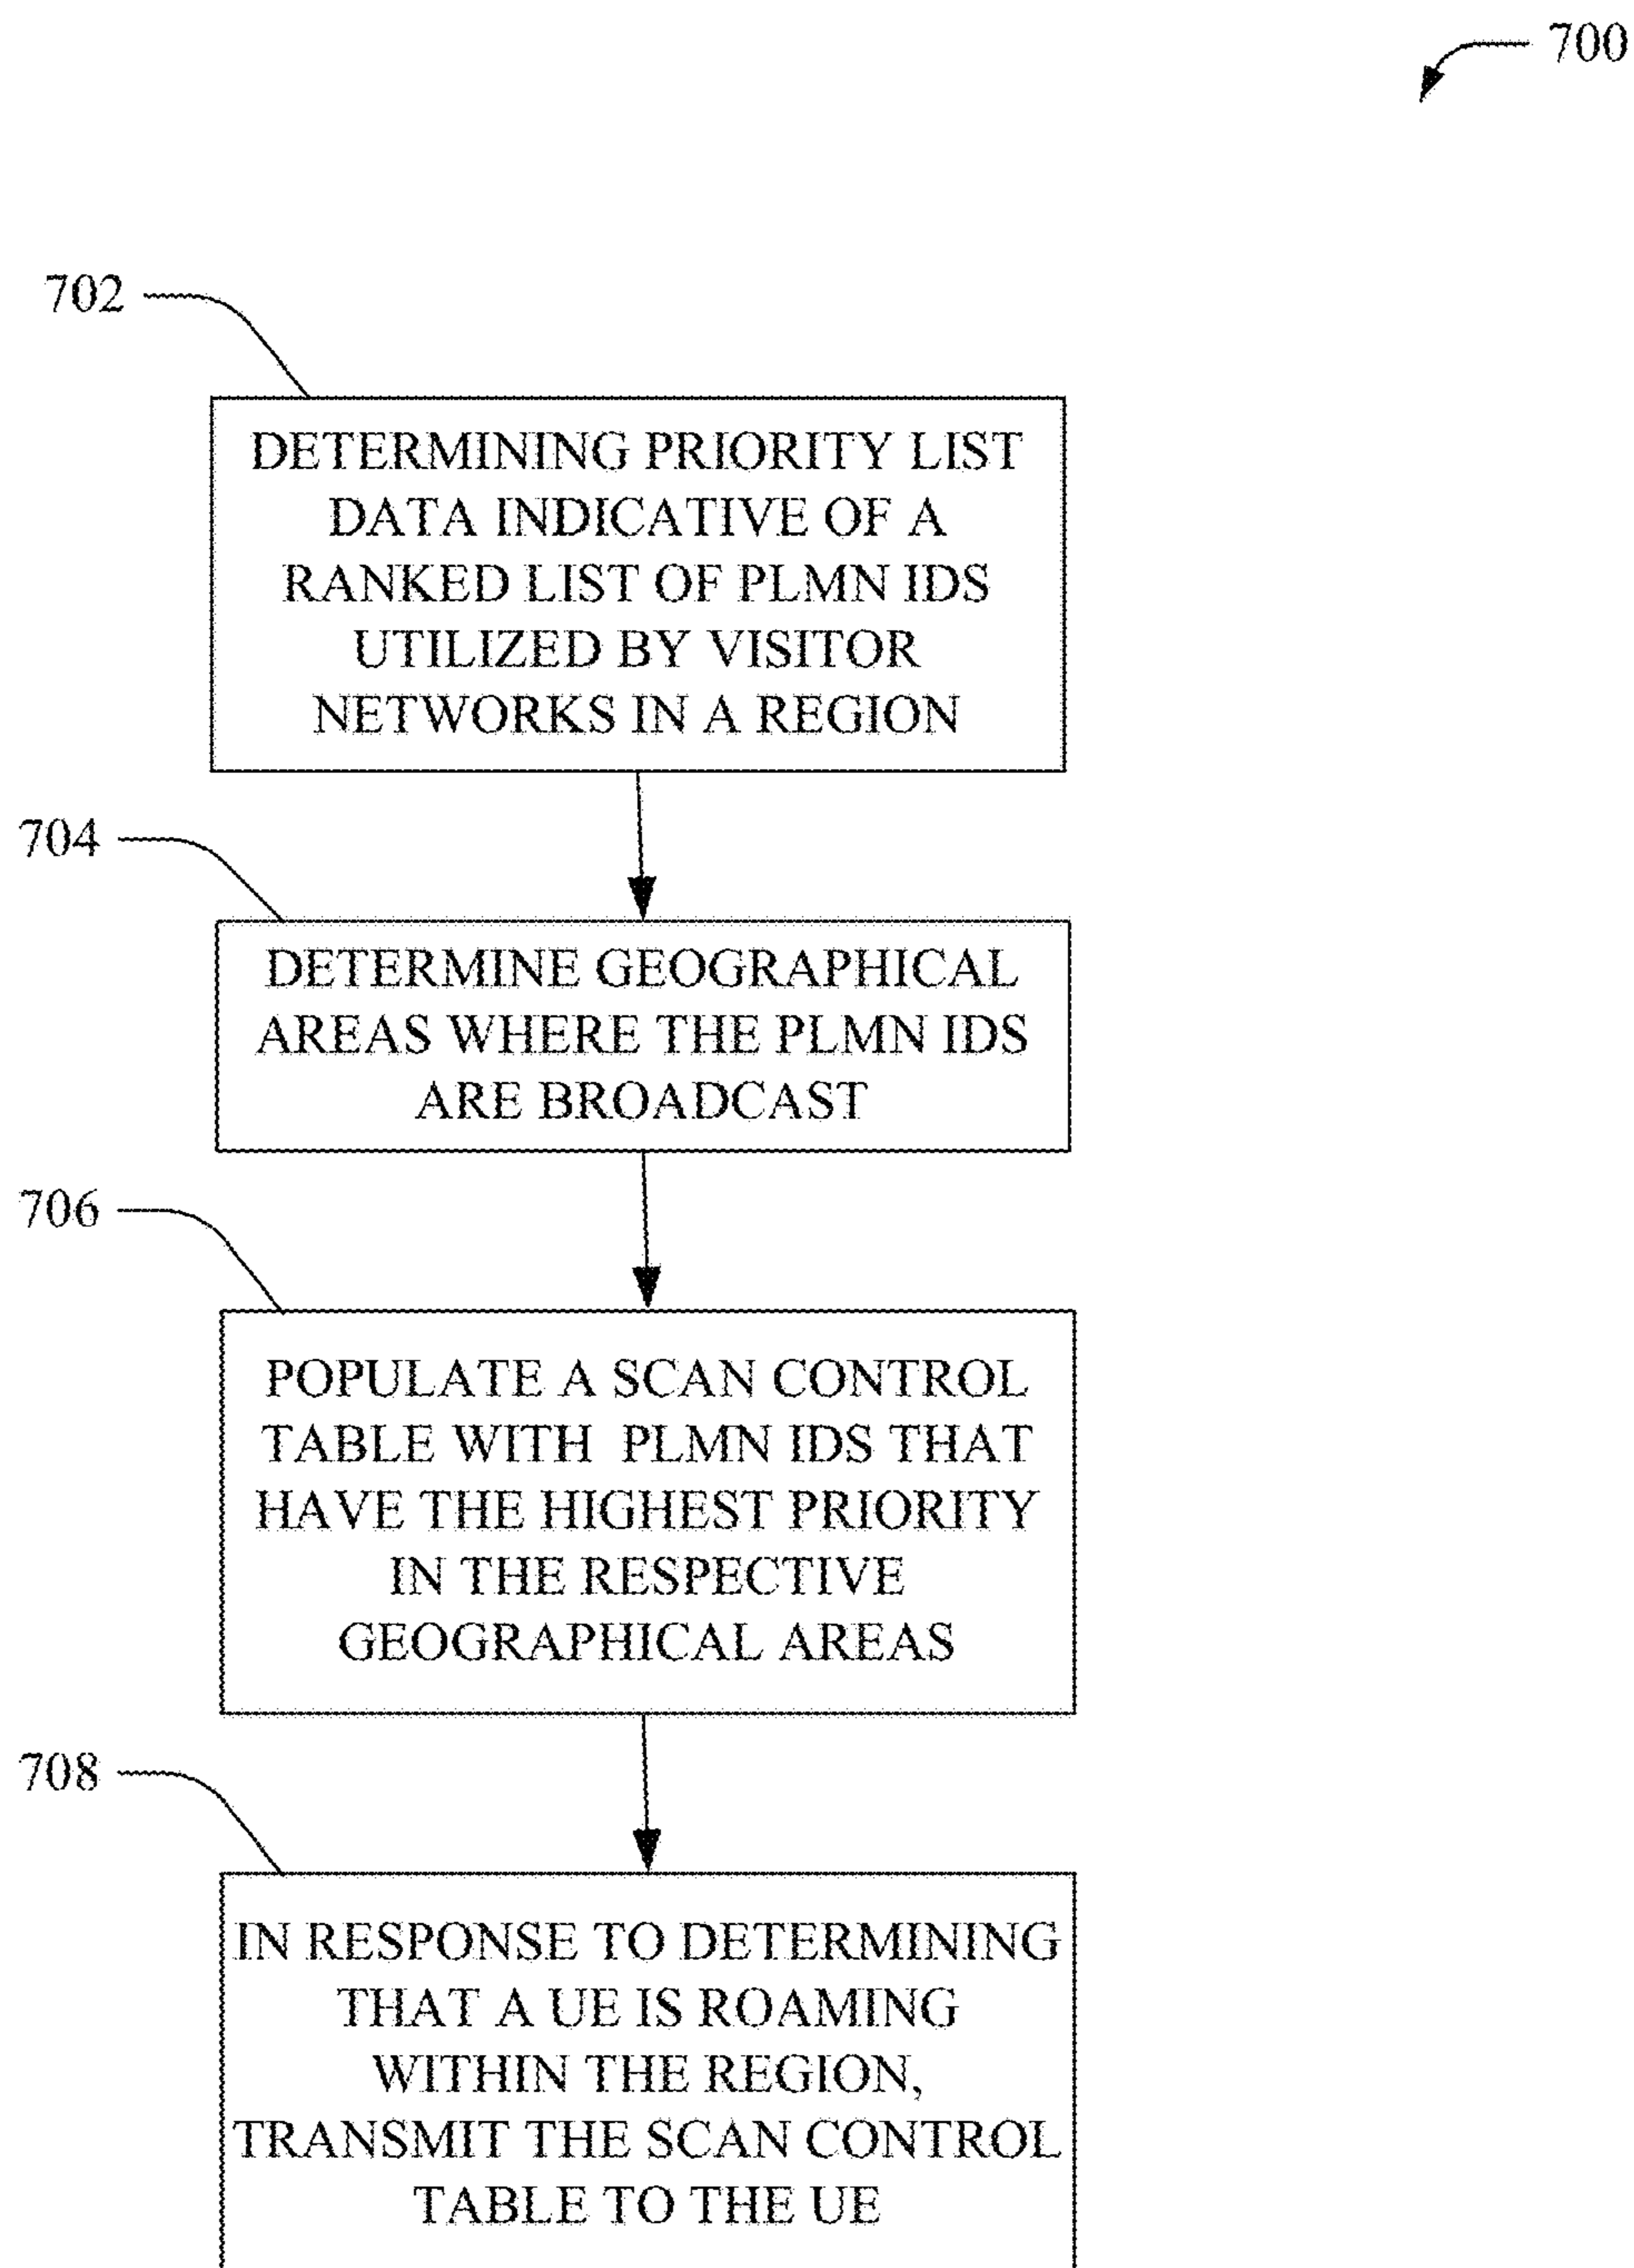 700
702
DETERMINING PRIORITY LIST
DATA INDICATIVE OF A
RANKED LIST OF PLMN IDS
UTILIZED BY VISITOR
NETWORKS IN A REGION
704
DETERMINE GEOGRAPHICAL
AREAS WHERE THE PLMN IDS
ARE BROADCAST
706
POPULATE A SCAN CONTROL
TABLE WITH PLMN IDS THAT
HAVE THE HIGHEST PRIORITY
IN THE RESPECTIVE
GEOGRAPHICAL AREAS
708
IN RESPONSE TO DETERMINING
THAT A UE IS ROAMING
WITHIN THE REGION,
TRANSMIT THE SCAN CONTROL
TABLE TO THE UE